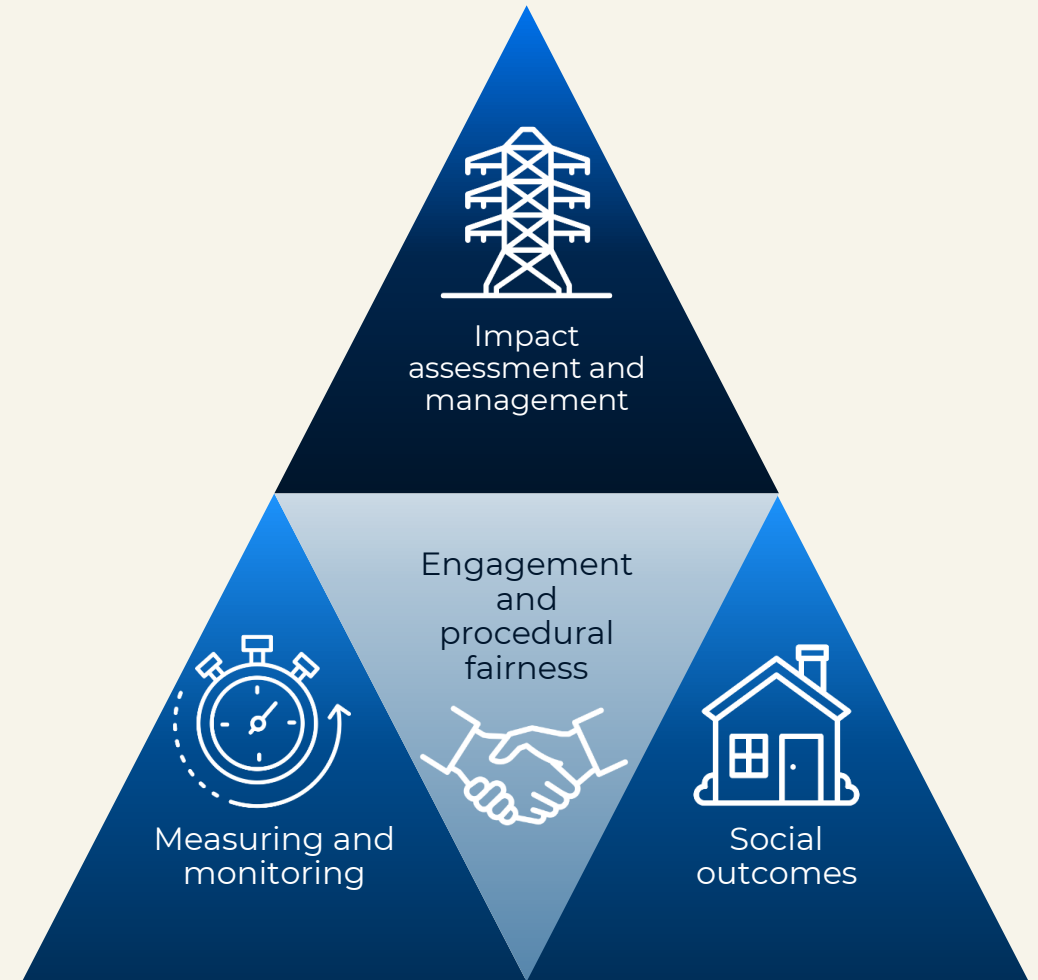 Impact
assessment and
management
Engagement
and
procedural
fairness
Measuring and
monitoring
Social
outcomes